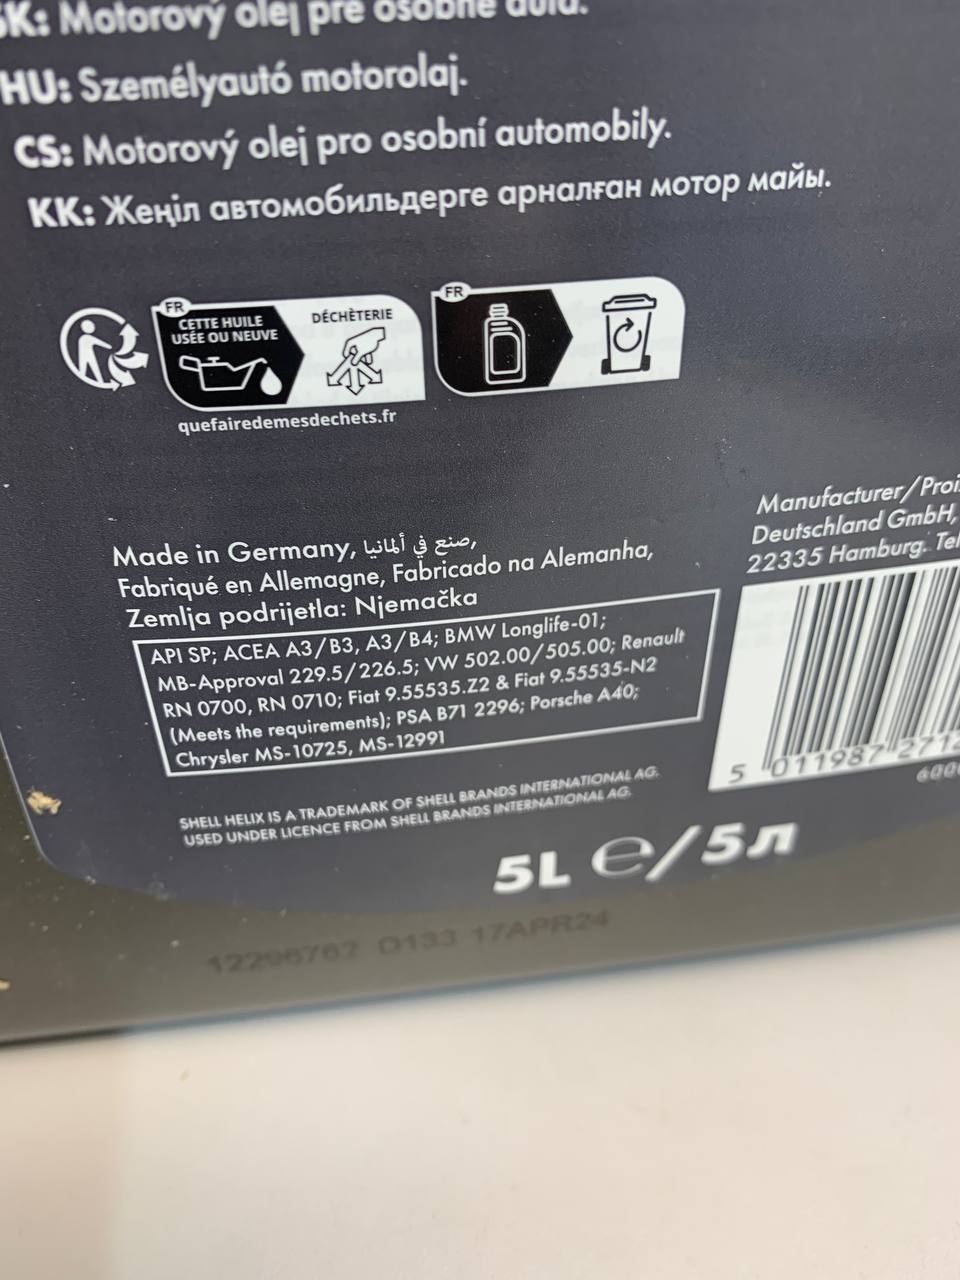 SK: Motorový olej pre osobné autá.
HU: Személyautó motorolaj.
CS: Motorový olej pro osobní automobily.
KK: Жеңіл автомобильдерге арналған мотор майы.
FR
CETTE HUILE
USÉE OU NEUVE
DÉCHÈTERIE
FR
quefairedemesdechets.fr
Made in Germany, صنع في ألمانيا,
Fabriqué en Allemagne, Fabricado na Alemanha,
Zemlja podrijetla: Njemačka
API SP; ACEA A3/B3, A3/B4; BMW Longlife-01;
MB-Approval 229.5/226.5; VW 502.00/505.00; Renault
RN 0700, RN 0710; Fiat 9.55535.Z2 & Fiat 9.55535-N2
(Meets the requirements); PSA B71 2296; Porsche A40;
Chrysler MS-10725, MS-12991
Manufacturer/
Deutschland GmbH,
22335 Hamburg.
5 011987 2712
SHELL HELIX IS A TRADEMARK OF SHELL BRANDS INTERNATIONAL AG.
USED UNDER LICENCE FROM SHELL BRANDS INTERNATIONAL AG.
5L ℮/5л
12296762 D133 17APR24